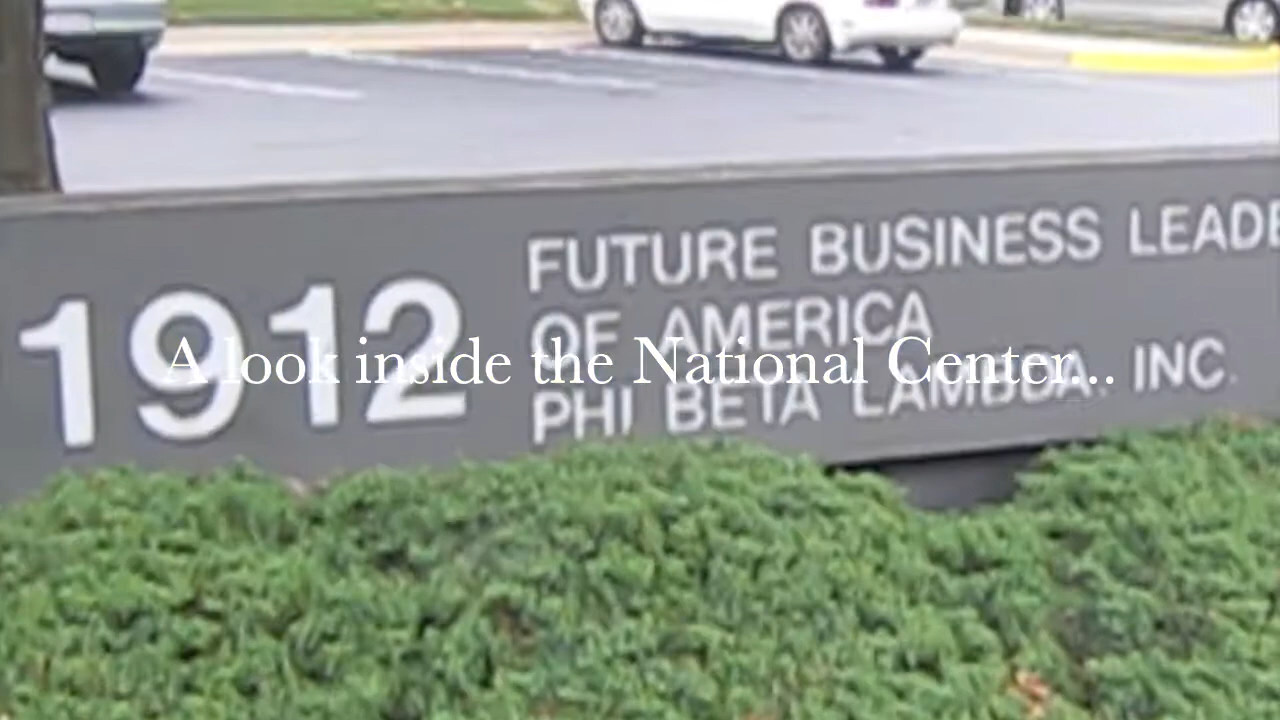 1912
FUTURE BUSINESS LEADE
OF AMERICA
PHI BETA LAMBDA. INC.
A look inside the National Center...